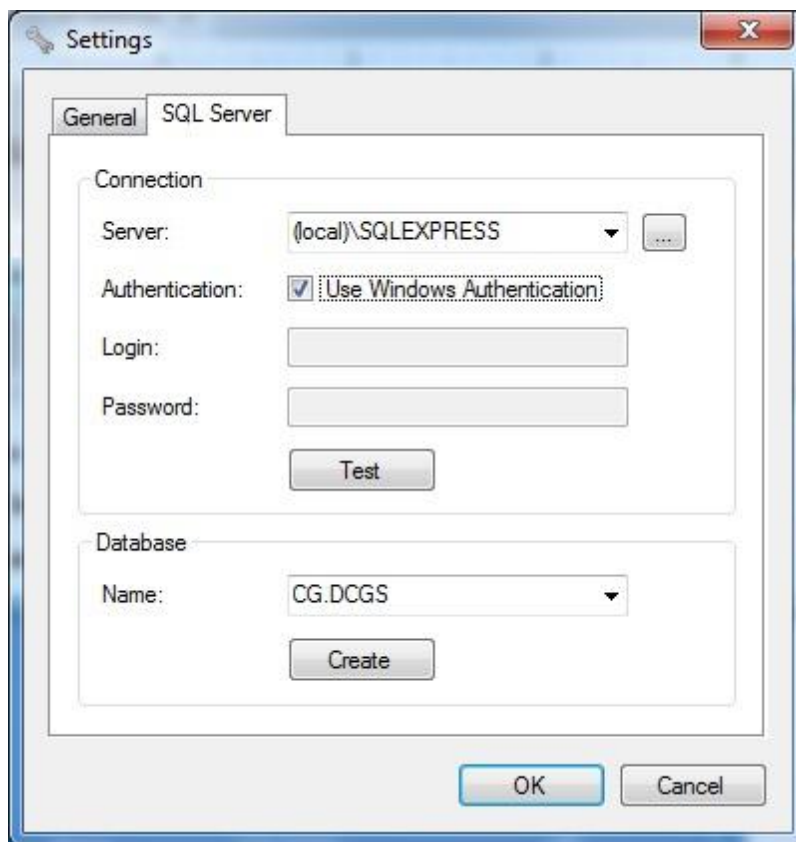 Settings
General SQL Server
Connection
Server: (local)\SQLEXPRESS ...
Authentication: Use Windows Authentication
Login:
Password:
Test
Database
Name: CG.DCGS
Create
OK Cancel